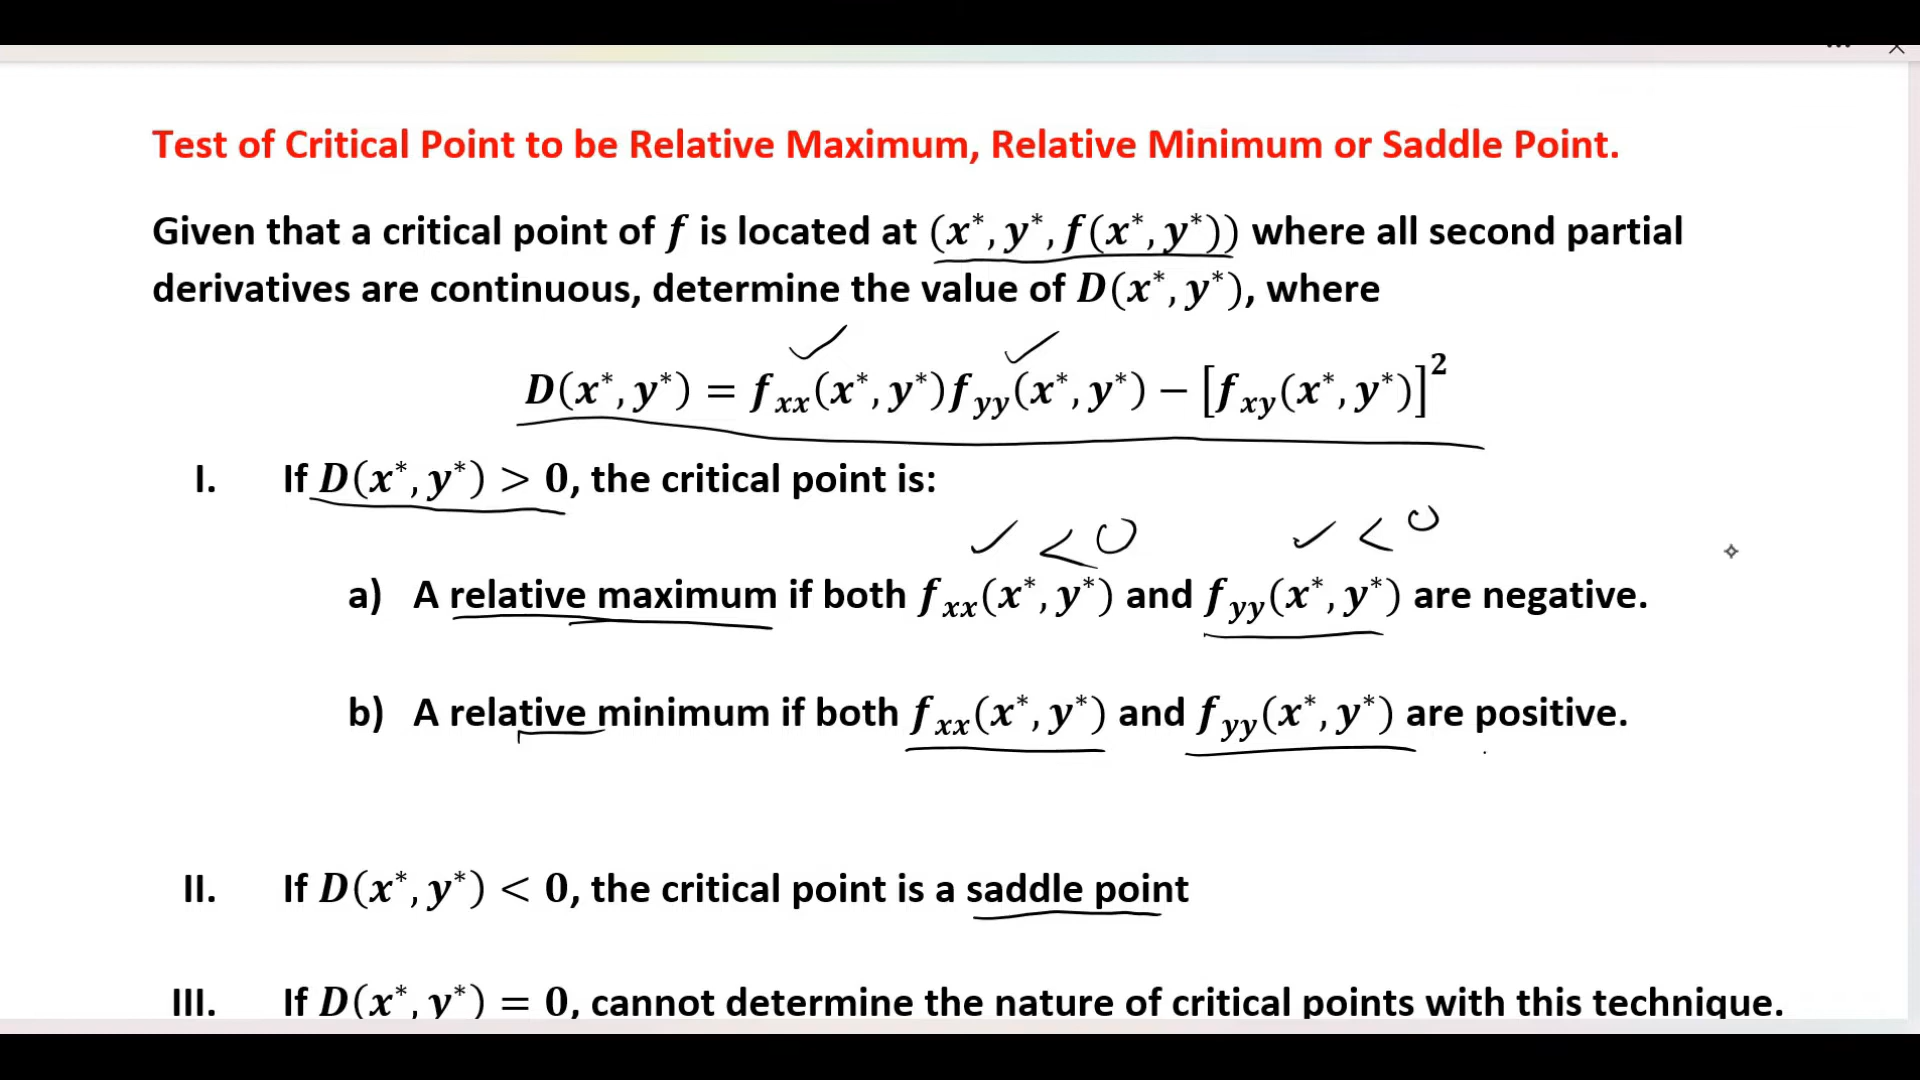 Test of Critical Point to be Relative Maximum, Relative Minimum or Saddle Point.
Given that a critical point of f is located at (x*, y*, f(x*, y*)) where all second partial
derivatives are continuous, determine the value of D(x*, y*), where
✓ ✓
D(x*, y*) = fₓₓ(x*, y*)f_yy(x*, y*) − [f_xy(x*, y*)]²
I. If D(x*, y*) > 0, the critical point is:
✓ < 0 ✓ < 0
a) A relative maximum if both fₓₓ(x*, y*) and f_yy(x*, y*) are negative.
b) A relative minimum if both fₓₓ(x*, y*) and f_yy(x*, y*) are positive.
II. If D(x*, y*) < 0, the critical point is a saddle point
III. If D(x*, y*) = 0, cannot determine the nature of critical points with this technique.